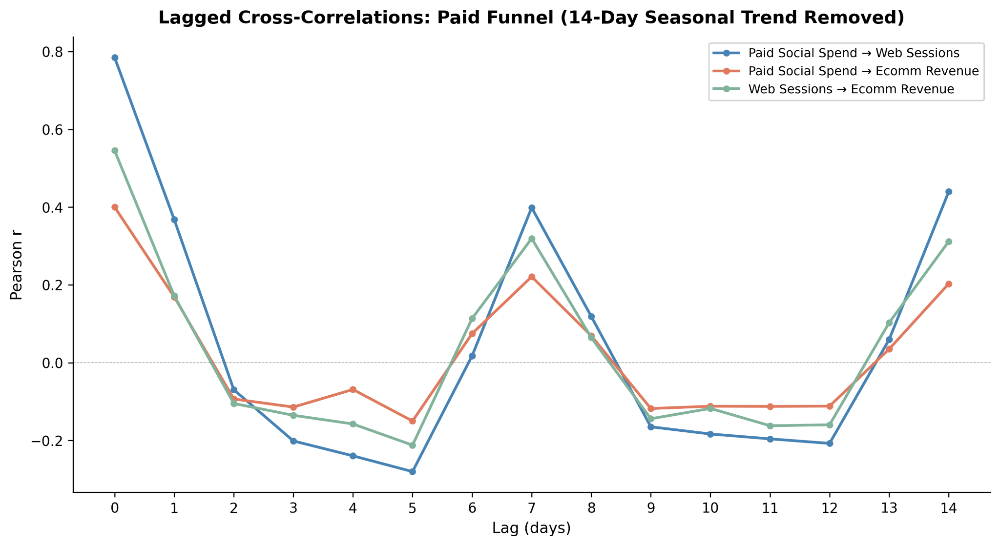 Lagged Cross-Correlations: Paid Funnel (14-Day Seasonal Trend Removed)
Paid Social Spend → Web Sessions
Paid Social Spend → Ecomm Revenue
Web Sessions → Ecomm Revenue
0.8
0.6
0.4
0.2
0.0
−0.2
Pearson r
0 1 2 3 4 5 6 7 8 9 10 11 12 13 14
Lag (days)